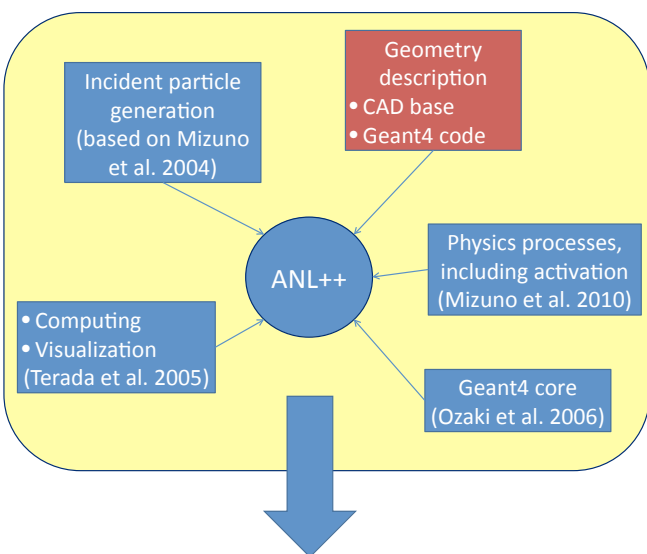 Incident particle
generation
(based on Mizuno
et al. 2004)
Geometry
description
• CAD base
• Geant4 code
ANL++
Physics processes,
including activation
(Mizuno et al. 2010)
• Computing
• Visualization
(Terada et al. 2005)
Geant4 core
(Ozaki et al. 2006)